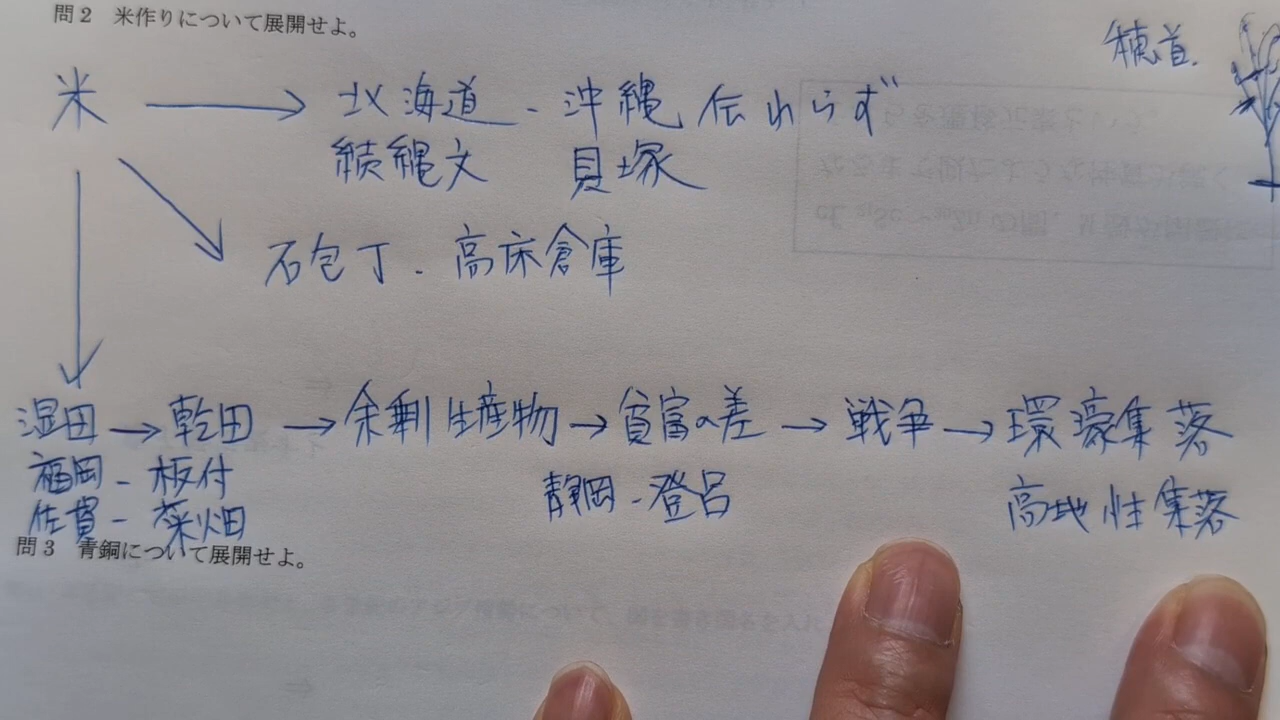 問2 米作りについて展開せよ。
穂首.
米 → 北海道 - 沖縄 伝わらず
続縄文 貝塚
石包丁 . 高床倉庫
湿田 → 乾田 → 余剰生産物 → 貧富の差 → 戦争 → 環濠集落
福岡 - 板付 静岡 - 登呂 高地性集落
佐賀 - 菜畑
問3 青銅について展開せよ。